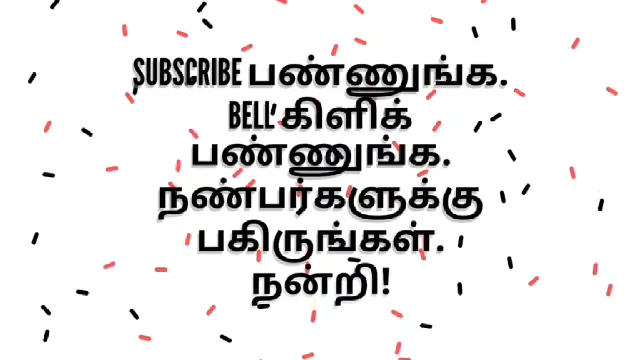 SUBSCRIBE பண்ணுங்க.
BELL கிளிக்
பண்ணுங்க.
நண்பர்களுக்கு
பகிருங்கள்.
நன்றி!